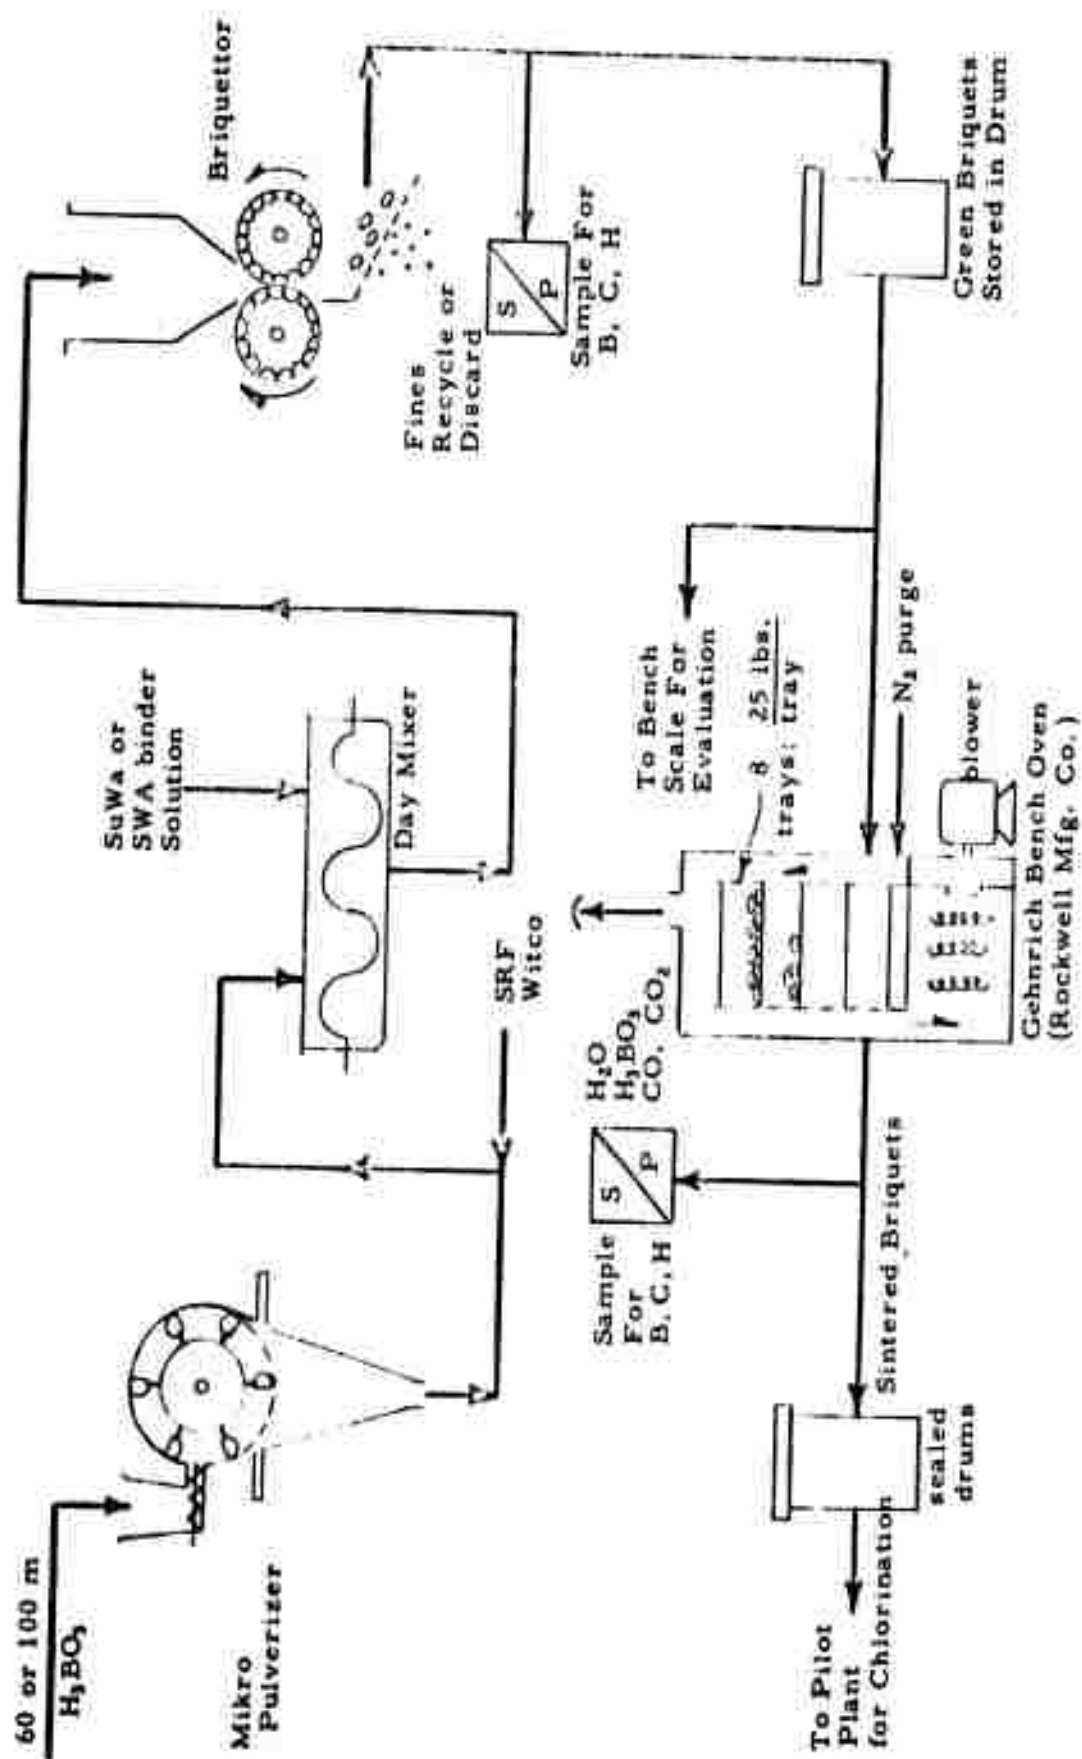 60 or 100 m
H₃BO₃
Mikro
Pulverizer
SuWa or
SWA binder
Solution
Day Mixer
SRF
Witco
Briquettor
Fines
Recycle or
Discard
S
P
Sample For
B, C, H
Green Briquets
Stored in Drum
To Bench
Scale For
Evaluation
8 25 lbs.
trays: tray
N₂ purge
blower
Gehnrich Bench Oven
(Rockwell Mfg. Co.)
H₂O
H₃BO₃
CO, CO₂
S
P
Sample
For
B, C, H
Sintered Briquets
sealed
drums
To Pilot
Plant
for Chlorination